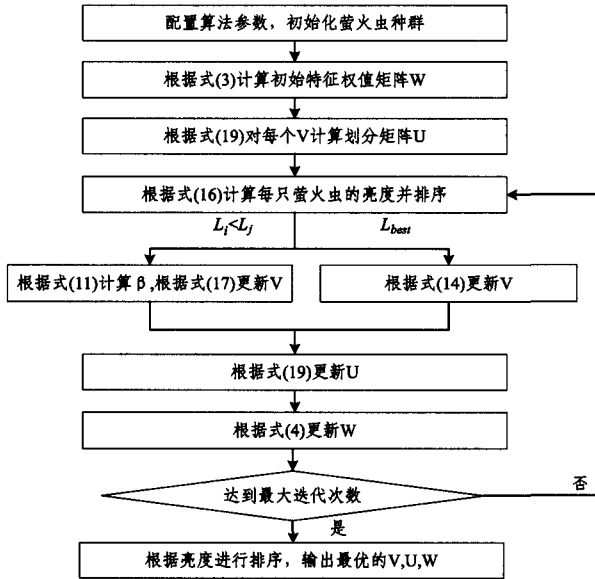 配置算法参数，初始化萤火虫种群
根据式(3)计算初始特征权值矩阵W
根据式(19)对每个V计算划分矩阵U
根据式(16)计算每只萤火虫的亮度并排序
Li<Lj
Lbest
根据式(11)计算β,根据式(17)更新V
根据式(14)更新V
根据式(19)更新U
根据式(4)更新W
达到最大迭代次数
否
是
根据亮度进行排序，输出最优的V,U,W